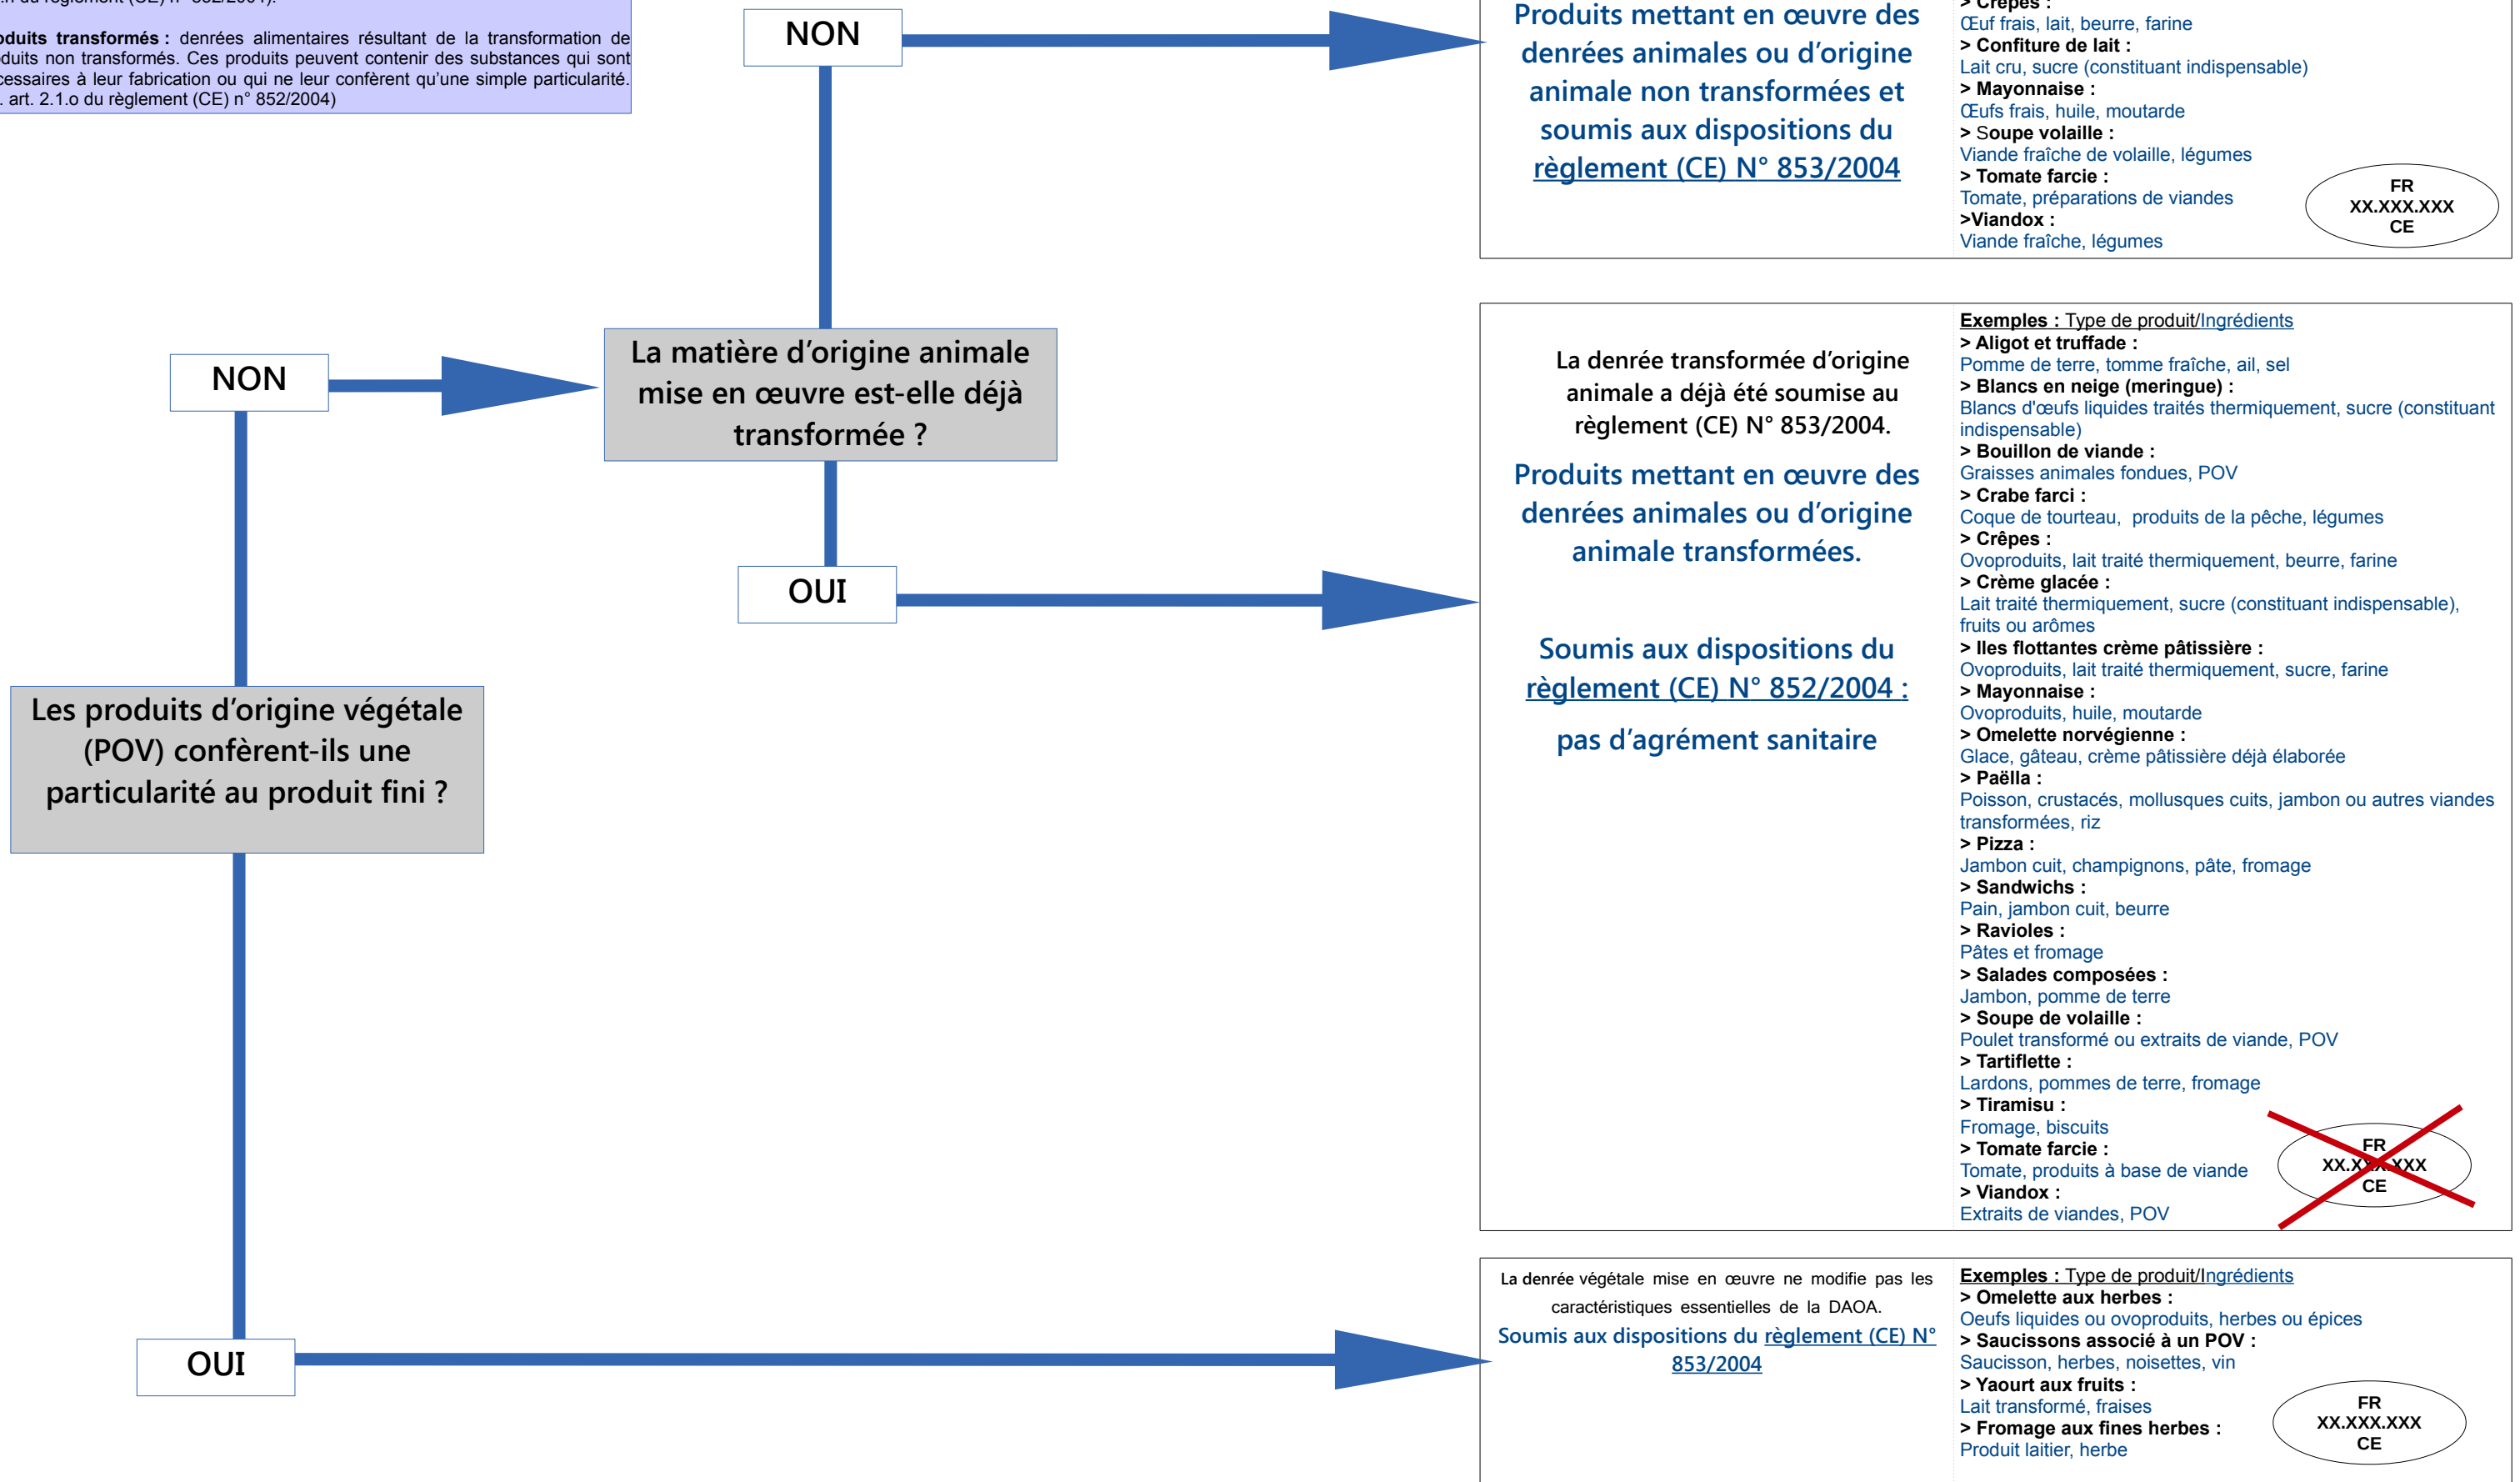 du règlement (CE) n° 852/2004).
produits transformés : denrées alimentaires résultant de la transformation de
produits non transformés. Ces produits peuvent contenir des substances qui sont
nécessaires à leur fabrication ou qui ne leur confèrent qu’une simple particularité.
. art. 2.1.o du règlement (CE) n° 852/2004)
NON
Produits mettant en œuvre des
denrées animales ou d’origine
animale non transformées et
soumis aux dispositions du
règlement (CE) N° 853/2004
> Crêpes :
Œuf frais, lait, beurre, farine
> Confiture de lait :
Lait cru, sucre (constituant indispensable)
> Mayonnaise :
Œufs frais, huile, moutarde
> Soupe volaille :
Viande fraîche de volaille, légumes
> Tomate farcie :
Tomate, préparations de viandes
>Viandox :
Viande fraîche, légumes
FR
XX.XXX.XXX
CE
NON
La matière d’origine animale
mise en œuvre est-elle déjà
transformée ?
OUI
La denrée transformée d’origine
animale a déjà été soumise au
règlement (CE) N° 853/2004.
Produits mettant en œuvre des
denrées animales ou d’origine
animale transformées.
Soumis aux dispositions du
règlement (CE) N° 852/2004 :
pas d’agrément sanitaire
Exemples : Type de produit/Ingrédients
> Aligot et truffade :
Pomme de terre, tomme fraîche, ail, sel
> Blancs en neige (meringue) :
Blancs d'œufs liquides traités thermiquement, sucre (constituant
indispensable)
> Bouillon de viande :
Graisses animales fondues, POV
> Crabe farci :
Coque de tourteau, produits de la pêche, légumes
> Crêpes :
Ovoproduits, lait traité thermiquement, beurre, farine
> Crème glacée :
Lait traité thermiquement, sucre (constituant indispensable),
fruits ou arômes
> Iles flottantes crème pâtissière :
Ovoproduits, lait traité thermiquement, sucre, farine
> Mayonnaise :
Ovoproduits, huile, moutarde
> Omelette norvégienne :
Glace, gâteau, crème pâtissière déjà élaborée
> Paëlla :
Poisson, crustacés, mollusques cuits, jambon ou autres viandes
transformées, riz
> Pizza :
Jambon cuit, champignons, pâte, fromage
> Sandwichs :
Pain, jambon cuit, beurre
> Ravioles :
Pâtes et fromage
> Salades composées :
Jambon, pomme de terre
> Soupe de volaille :
Poulet transformé ou extraits de viande, POV
> Tartiflette :
Lardons, pommes de terre, fromage
> Tiramisu :
Fromage, biscuits
> Tomate farcie :
Tomate, produits à base de viande
> Viandox :
Extraits de viandes, POV
FR
XX.XXX.XXX
CE
Les produits d’origine végétale
(POV) confèrent-ils une
particularité au produit fini ?
OUI
La denrée végétale mise en œuvre ne modifie pas les
caractéristiques essentielles de la DAOA.
Soumis aux dispositions du règlement (CE) N°
853/2004
Exemples : Type de produit/Ingrédients
> Omelette aux herbes :
Oeufs liquides ou ovoproduits, herbes ou épices
> Saucissons associé à un POV :
Saucisson, herbes, noisettes, vin
> Yaourt aux fruits :
Lait transformé, fraises
> Fromage aux fines herbes :
Produit laitier, herbe
FR
XX.XXX.XXX
CE